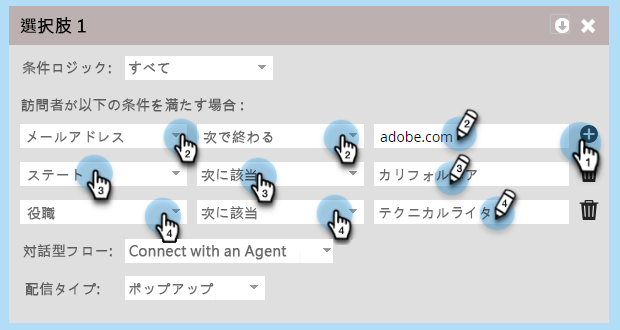 選択肢 1
条件ロジック: すべて
訪問者が以下の条件を満たす場合 :
メールアドレス 次で終わる adobe.com 2 2 2 1
ステート 次に該当 カリフォルニア 3 3 3
役職 次に該当 テクニカルライター 4 4 4
対話型フロー: Connect with an Agent
配信タイプ: ポップアップ